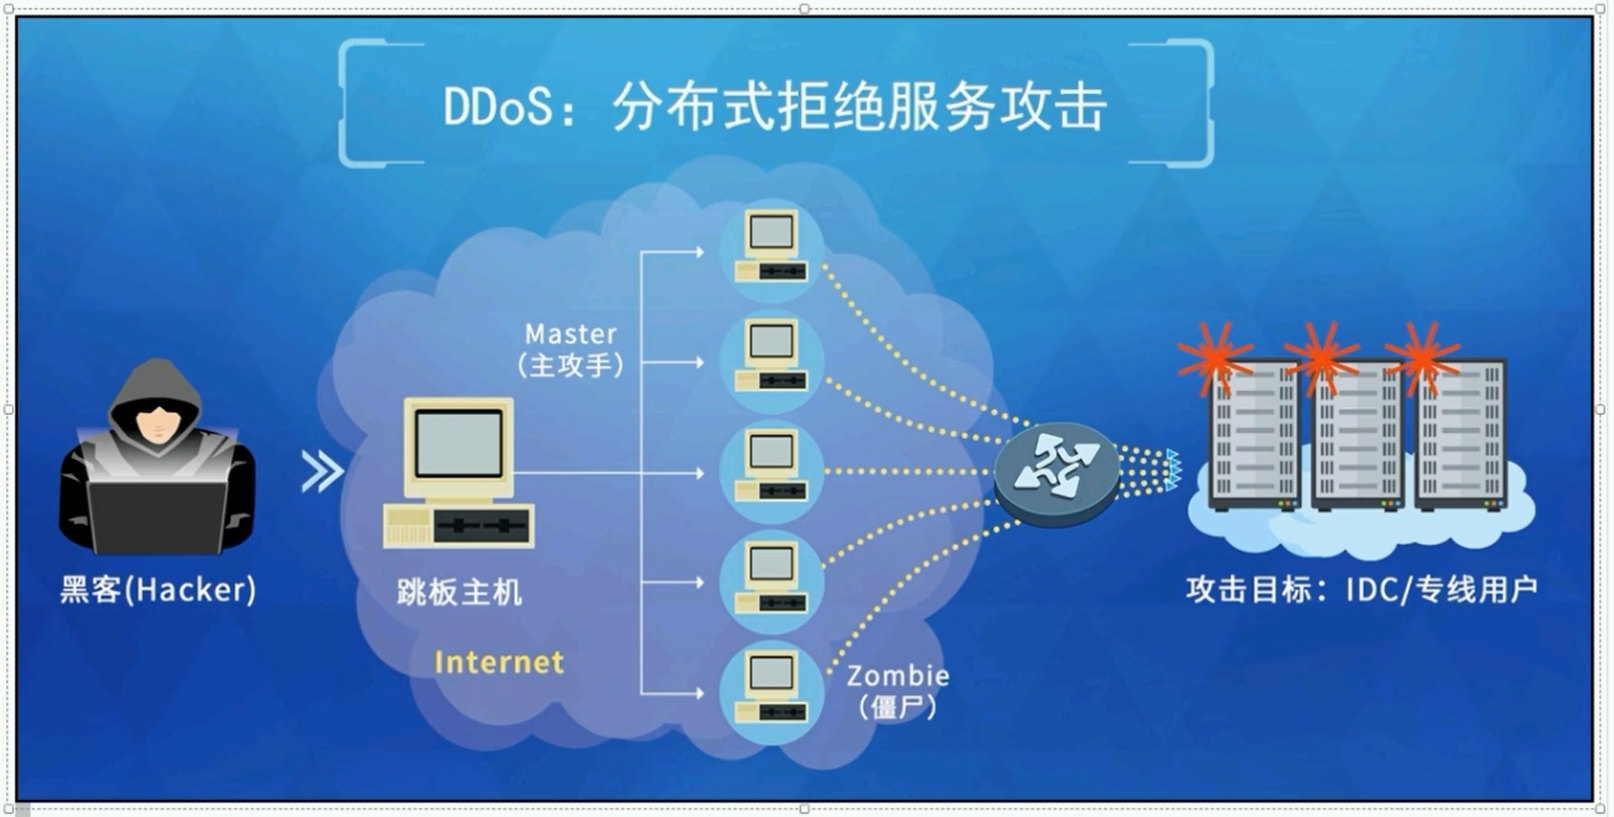 DDoS：分布式拒绝服务攻击
Master
（主攻手）
黑客(Hacker)
跳板主机
Internet
Zombie
（僵尸）
攻击目标：IDC/专线用户